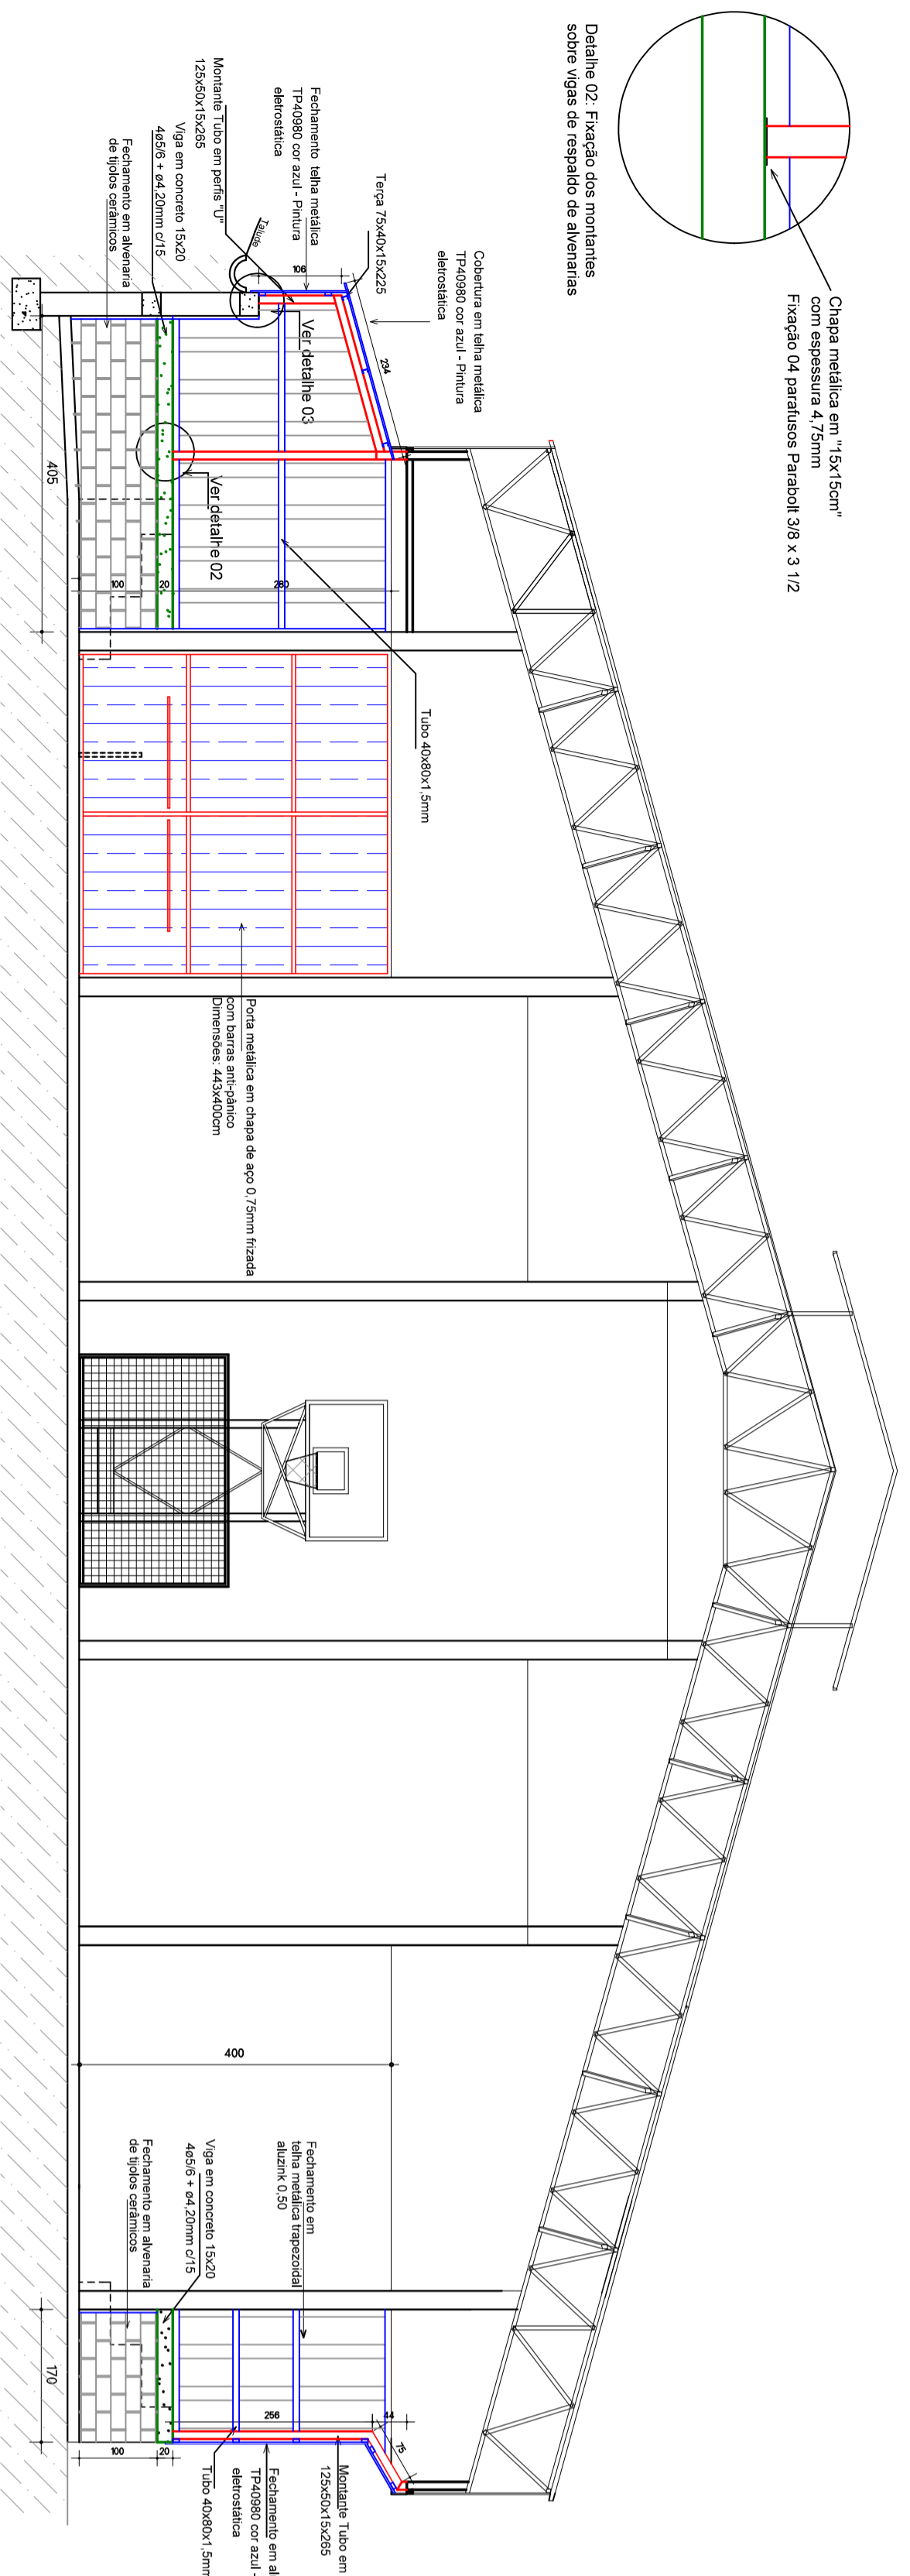 Chapa metálica em "15x15cm"
com espessura 4,75mm
Fixação 04 parafusos Parabolt 3/8 x 3 1/2
Detalhe 02: Fixação dos montantes
sobre vigas de respaldo de alvenarias
Cobertura em telha metálica
TP40980 cor azul - Pintura
eletrostática
Terça 75x40x15x225
Fechamento telha metálica
TP40980 cor azul - Pintura
eletrostática
Montante Tubo em perfis "U"
125x50x15x265
Viga em concreto 15x20
4ø5/6 + ø4,20mm c/15
Fechamento em alvenaria
de tijolos cerâmicos
Talude
106
234
Ver detalhe 03
Ver detalhe 02
280
20
100
405
Tubo 40x80x1,5mm
Porta metálica em chapa de aço 0,75mm frizada
com barras anti-pânico
Dimensões: 443x400cm
400
Fechamento em
telha metálica trapezoidal
aluzink 0,50
Viga em concreto 15x20
4ø5/6 + ø4,20mm c/15
Fechamento em alvenaria
de tijolos cerâmicos
44
75
256
20
100
170
Montante Tubo em
125x50x15x265
Fechamento em al
TP40980 cor azul -
eletrostática
Tubo 40x80x1,5mm